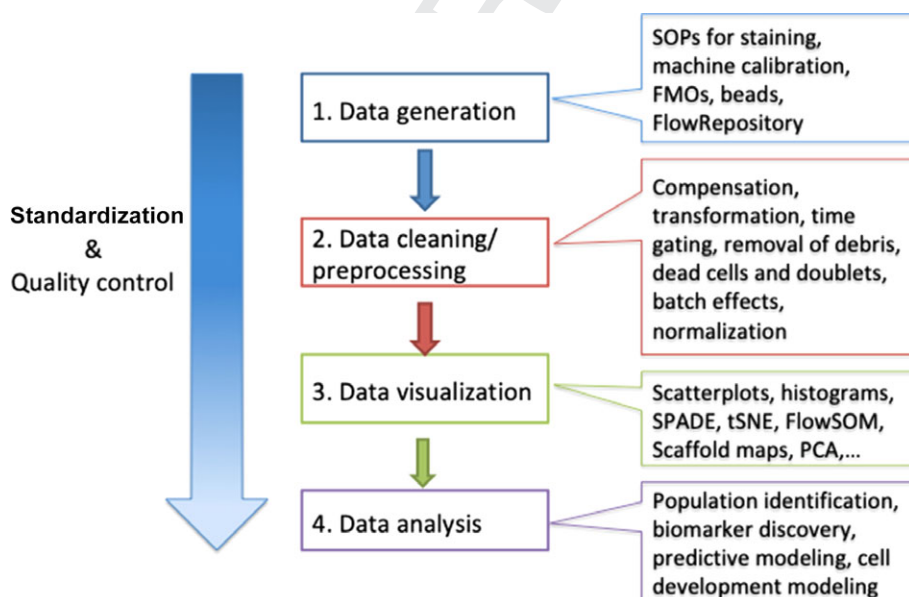 Standardization
&
Quality control
1. Data generation
SOPs for staining,
machine calibration,
FMOs, beads,
FlowRepository
2. Data cleaning/
preprocessing
Compensation,
transformation, time
gating, removal of debris,
dead cells and doublets,
batch effects,
normalization
3. Data visualization
Scatterplots, histograms,
SPADE, tSNE, FlowSOM,
Scaffold maps, PCA,...
4. Data analysis
Population identification,
biomarker discovery,
predictive modeling, cell
development modeling